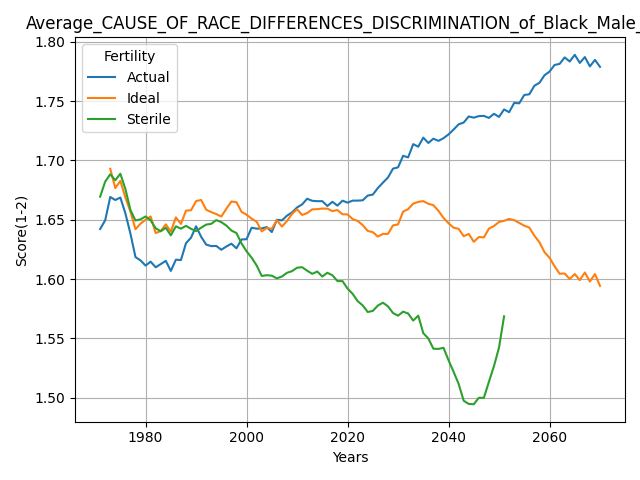 Average_CAUSE_OF_RACE_DIFFERENCES_DISCRIMINATION_of_Black_Male_
Fertility
Actual
Ideal
Sterile
Score(1-2)
1.80
1.75
1.70
1.65
1.60
1.55
1.50
1980 2000 2020 2040 2060
Years